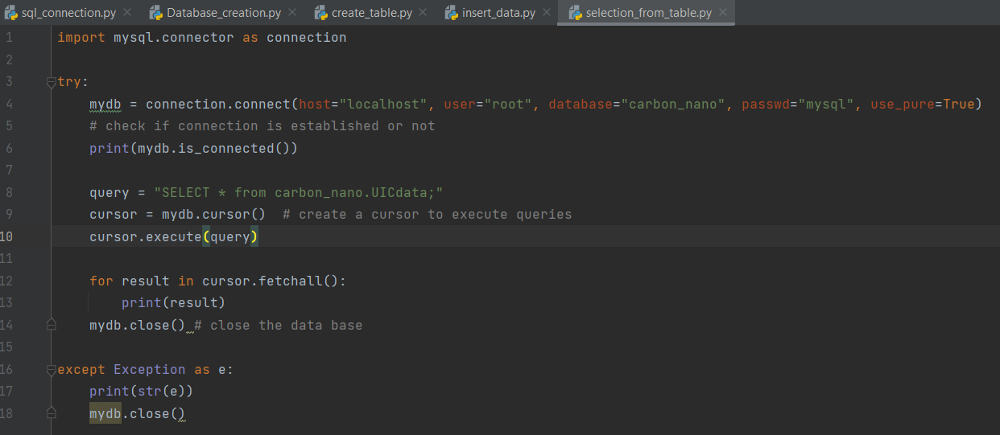 sql_connection.py Database_creation.py create_table.py insert_data.py selection_from_table.py
1 import mysql.connector as connection
2
3 try:
4 mydb = connection.connect(host="localhost", user="root", database="carbon_nano", passwd="mysql", use_pure=True)
5 # check if connection is established or not
6 print(mydb.is_connected())
7
8 query = "SELECT * from carbon_nano.UICdata;"
9 cursor = mydb.cursor()  # create a cursor to execute queries
10 cursor.execute(query)
11
12 for result in cursor.fetchall():
13 print(result)
14 mydb.close() # close the data base
15
16 except Exception as e:
17 print(str(e))
18 mydb.close()